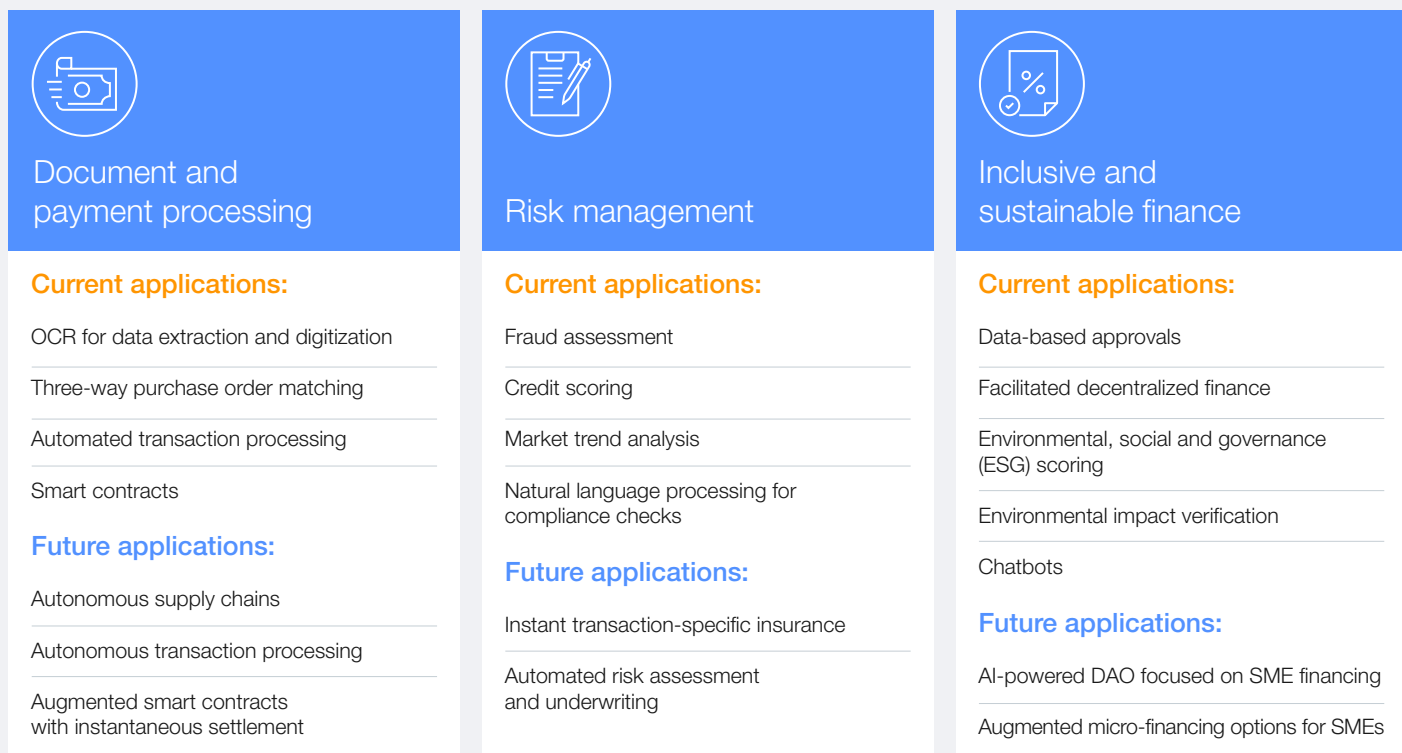 Document and
payment processing
Current applications:
OCR for data extraction and digitization
Three-way purchase order matching
Automated transaction processing
Smart contracts
Future applications:
Autonomous supply chains
Autonomous transaction processing
Augmented smart contracts
with instantaneous settlement
Risk management
Current applications:
Fraud assessment
Credit scoring
Market trend analysis
Natural language processing for
compliance checks
Future applications:
Instant transaction-specific insurance
Automated risk assessment
and underwriting
%
Inclusive and
sustainable finance
Current applications:
Data-based approvals
Facilitated decentralized finance
Environmental, social and governance
(ESG) scoring
Environmental impact verification
Chatbots
Future applications:
AI-powered DAO focused on SME financing
Augmented micro-financing options for SMEs